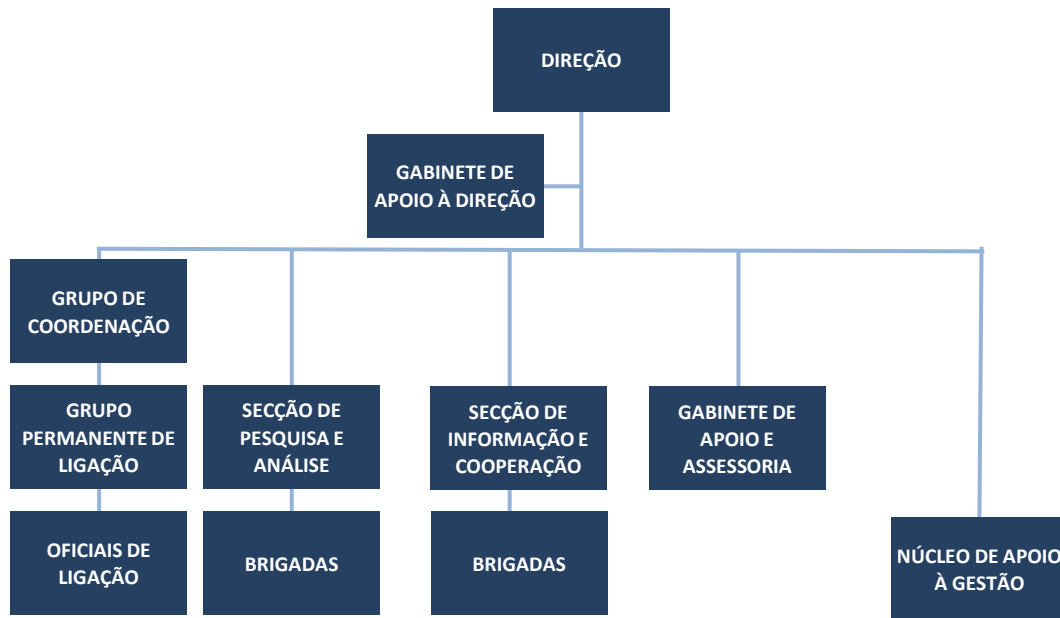 DIREÇÃO
GABINETE DE
APOIO À DIREÇÃO
GRUPO DE
COORDENAÇÃO
GRUPO
PERMANENTE DE
LIGAÇÃO
SECÇÃO DE
PESQUISA E
ANÁLISE
SECÇÃO DE
INFORMAÇÃO E
COOPERAÇÃO
GABINETE DE
APOIO E
ASSESSORIA
OFICIAIS DE
LIGAÇÃO
BRIGADAS
BRIGADAS
NÚCLEO DE APOIO
À GESTÃO